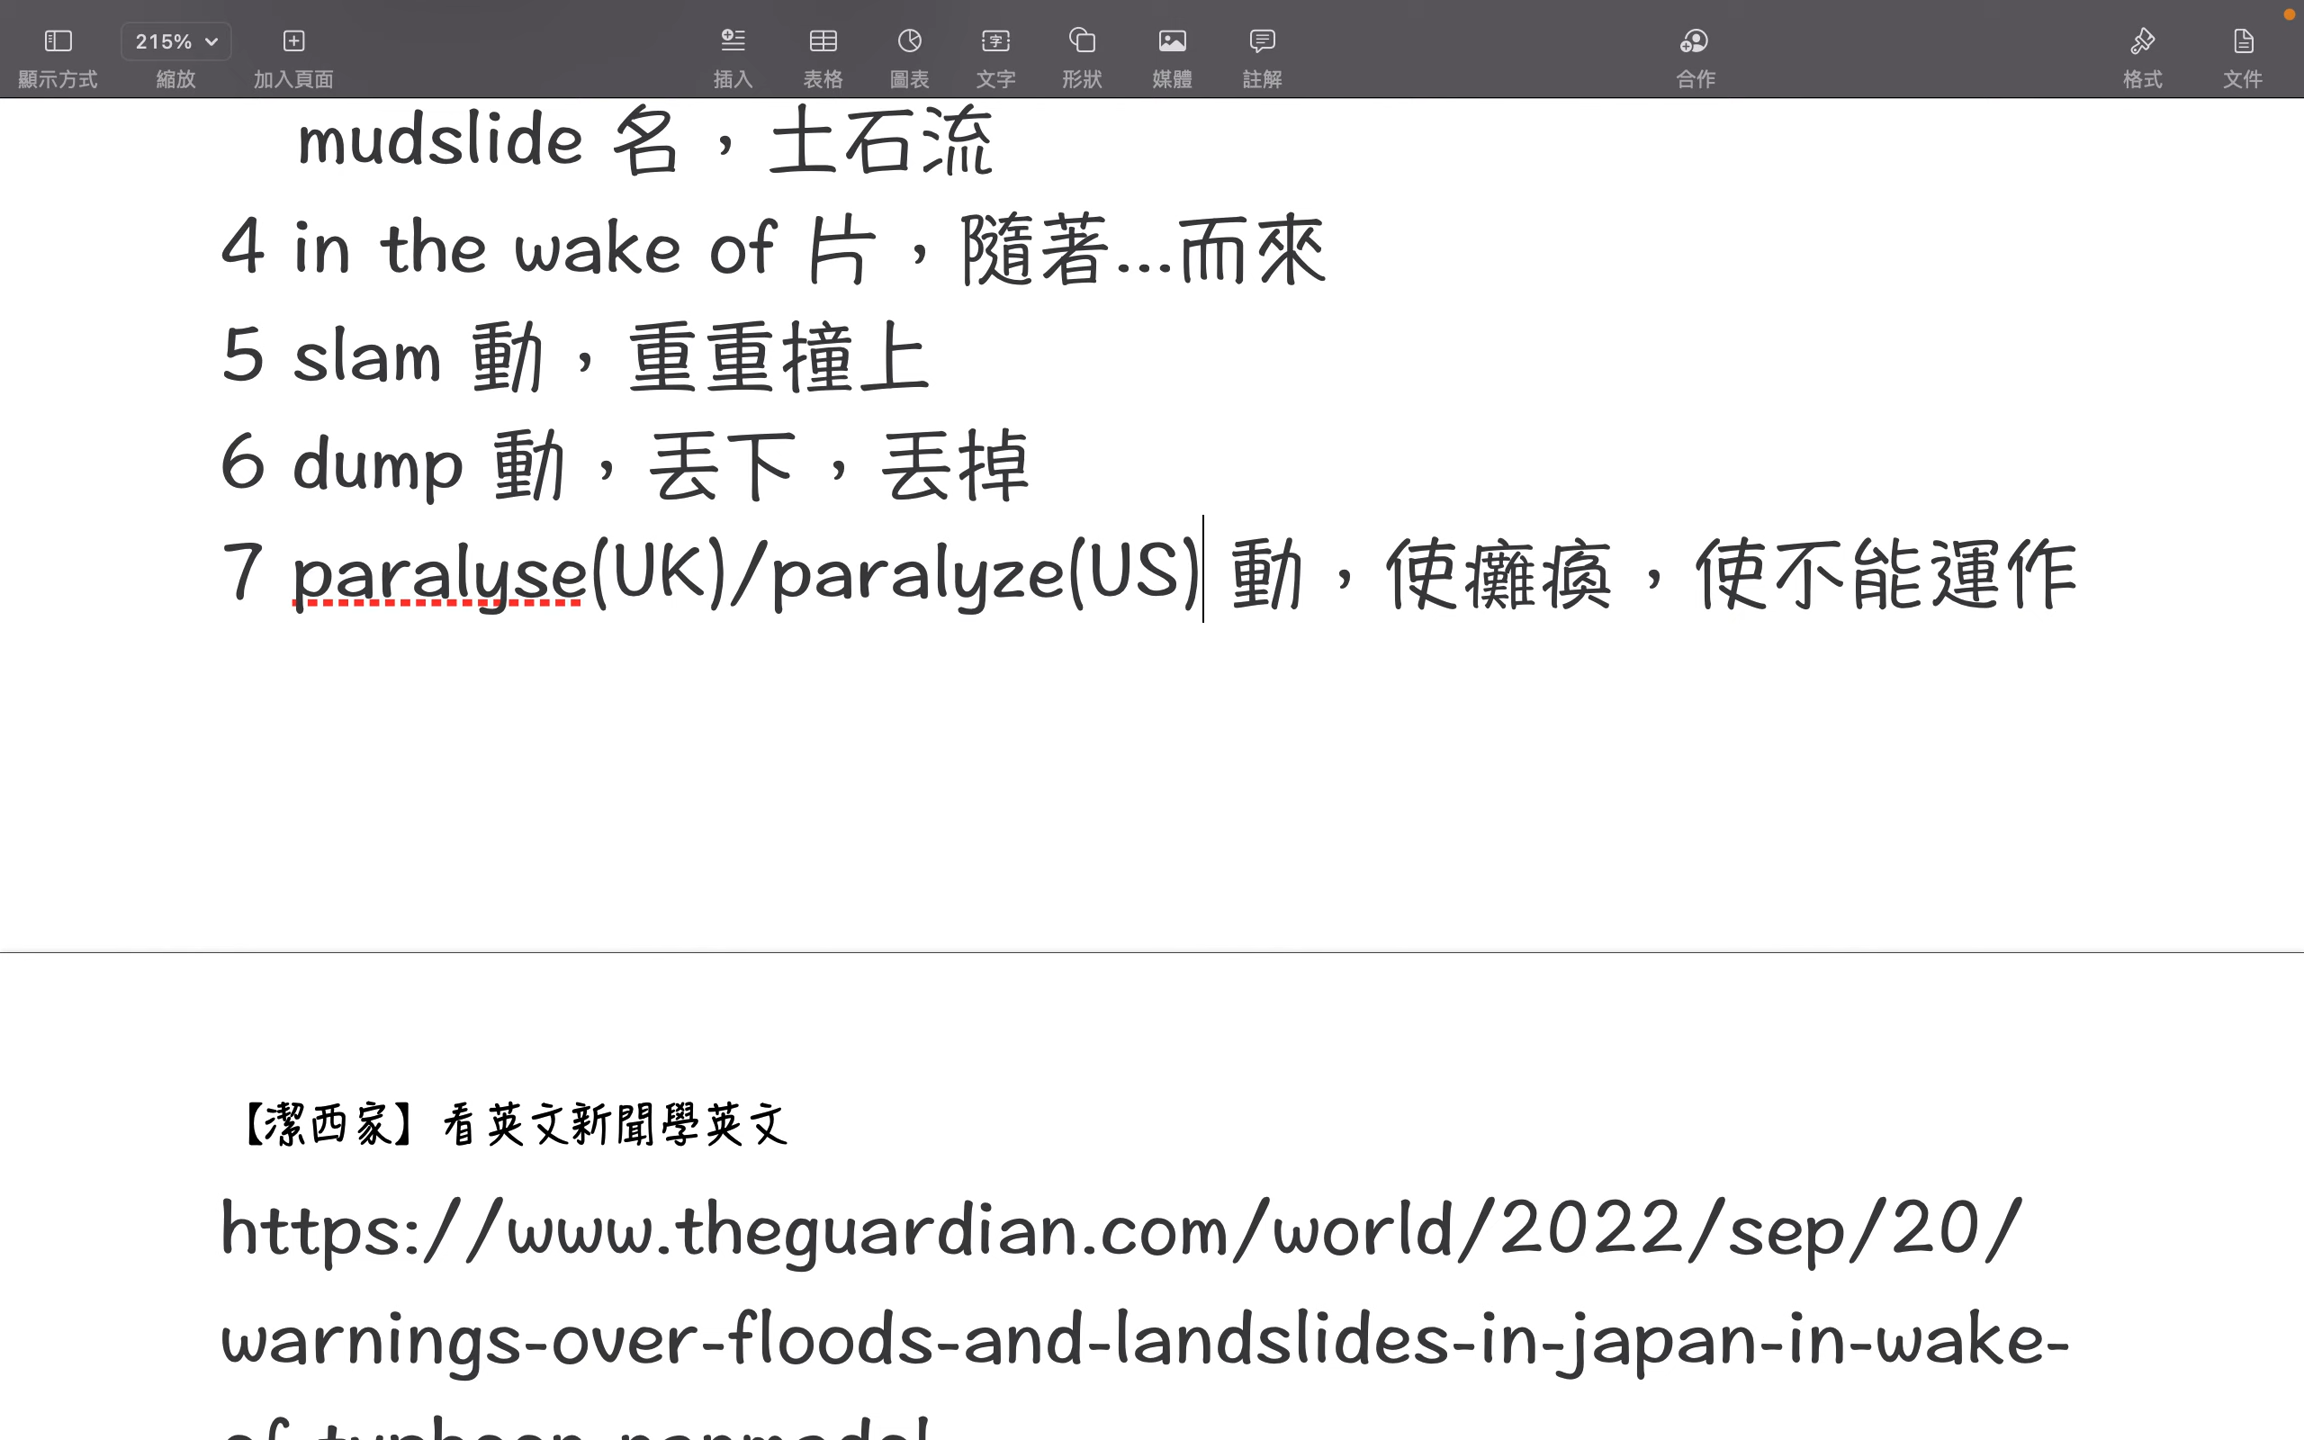 215%
顯示方式 縮放 加入頁面 插入 表格 圖表 文字 形狀 媒體 註解 合作 格式 文件
mudslide 名，土石流
4 in the wake of 片，隨著...而來
5 slam 動，重重撞上
6 dump 動，丟下，丟掉
7 paralyse(UK)/paralyze(US) 動，使癱瘓，使不能運作
【潔西家】看英文新聞學英文
https://www.theguardian.com/world/2022/sep/20/
warnings-over-floods-and-landslides-in-japan-in-wake-
of-typhoon-nanmadol